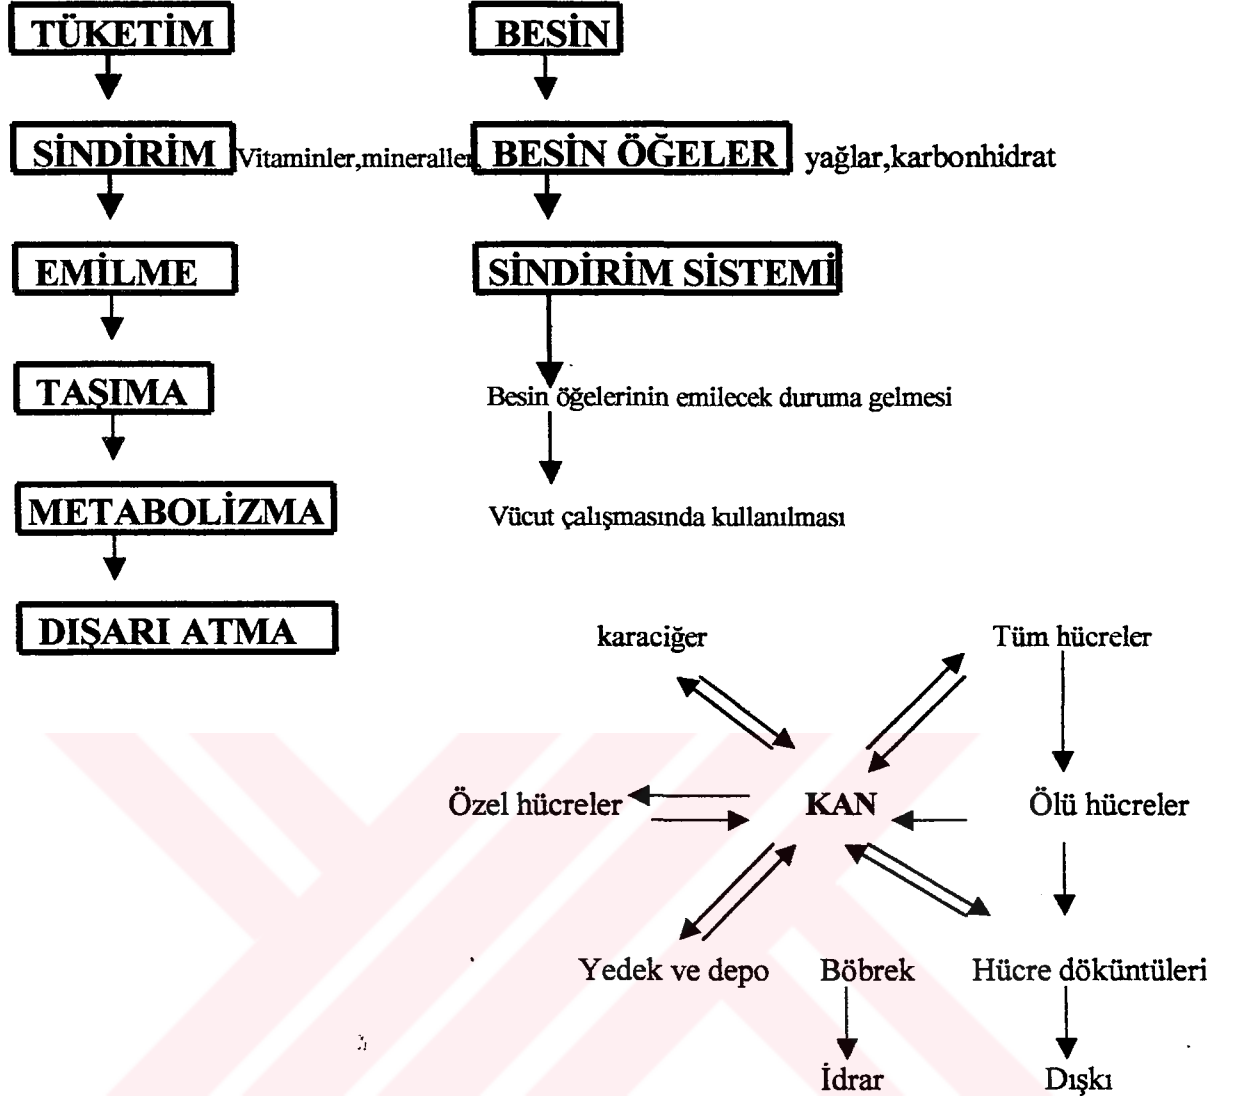 TÜKETİM
BESİN
SİNDİRİM Vitaminler,mineraller, BESİN ÖĞELER yağlar,karbonhidrat
EMİLME
SİNDİRİM SİSTEMİ
TAŞIMA
Besin öğelerinin emilecek duruma gelmesi
METABOLİZMA
Vücut çalışmasında kullanılması
DIŞARI ATMA
karaciğer
Tüm hücreler
Özel hücreler
KAN
Ölü hücreler
Yedek ve depo
Böbrek
Hücre döküntüleri
İdrar
Dışkı